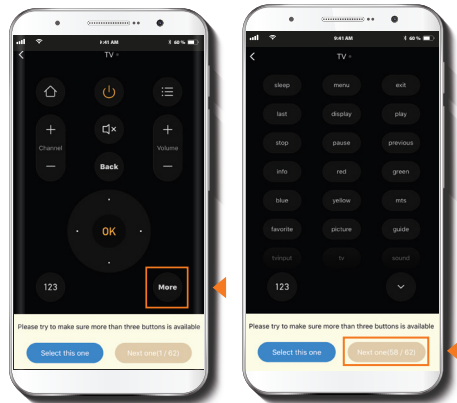 9:41 AM
60 %
TV
Channel
Volume
Back
OK
123
More
Please try to make sure more than three buttons is available
Select this one
Next one(1 / 62)
9:41 AM
60 %
TV
sleep menu exit
last display play
stop pause previous
info red green
blue yellow mts
favorite picture guide
tvinput tv sound
123
Please try to make sure more than three buttons is available
Select this one
Next one(58 / 62)